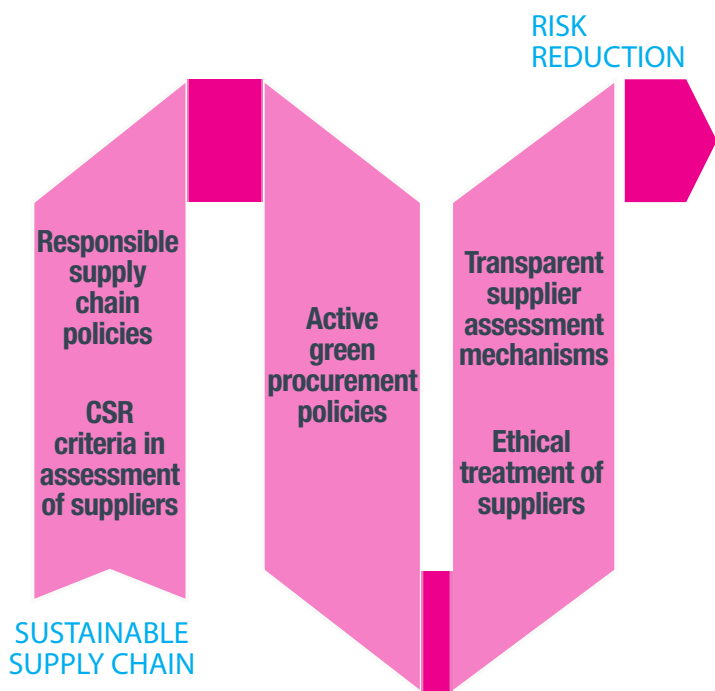 RISK
REDUCTION
Responsible
supply
chain
policies
CSR
criteria in
assessment
of suppliers
Active
green
procurement
policies
Transparent
supplier
assessment
mechanisms
Ethical
treatment of
suppliers
SUSTAINABLE
SUPPLY CHAIN